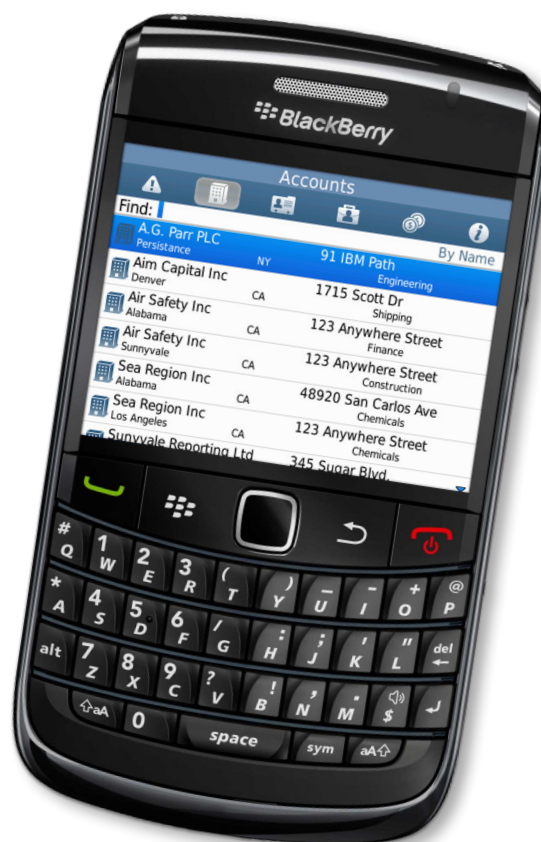 BlackBerry
Accounts
Find: By Name
A.G. Parr PLC 91 IBM Path
Persistance NY Engineering
Aim Capital Inc 1715 Scott Dr
Denver CA Shipping
Air Safety Inc 123 Anywhere Street
Alabama CA Finance
Air Safety Inc 123 Anywhere Street
Sunnyvale CA Construction
Sea Region Inc 48920 San Carlos Ave
Alabama CA Chemicals
Sea Region Inc 123 Anywhere Street
Los Angeles CA Chemicals
Sunyvale Reporting Ltd 345 Sugar Blvd.
# 1 2 3 ( ) _ - + @
Q W E R T Y U I O P
* 4 5 6 / : ; ' " del
A S D F G H J K L
alt 7 8 9 ? ! , . $
Z X C V B N M
aA 0 space sym aA